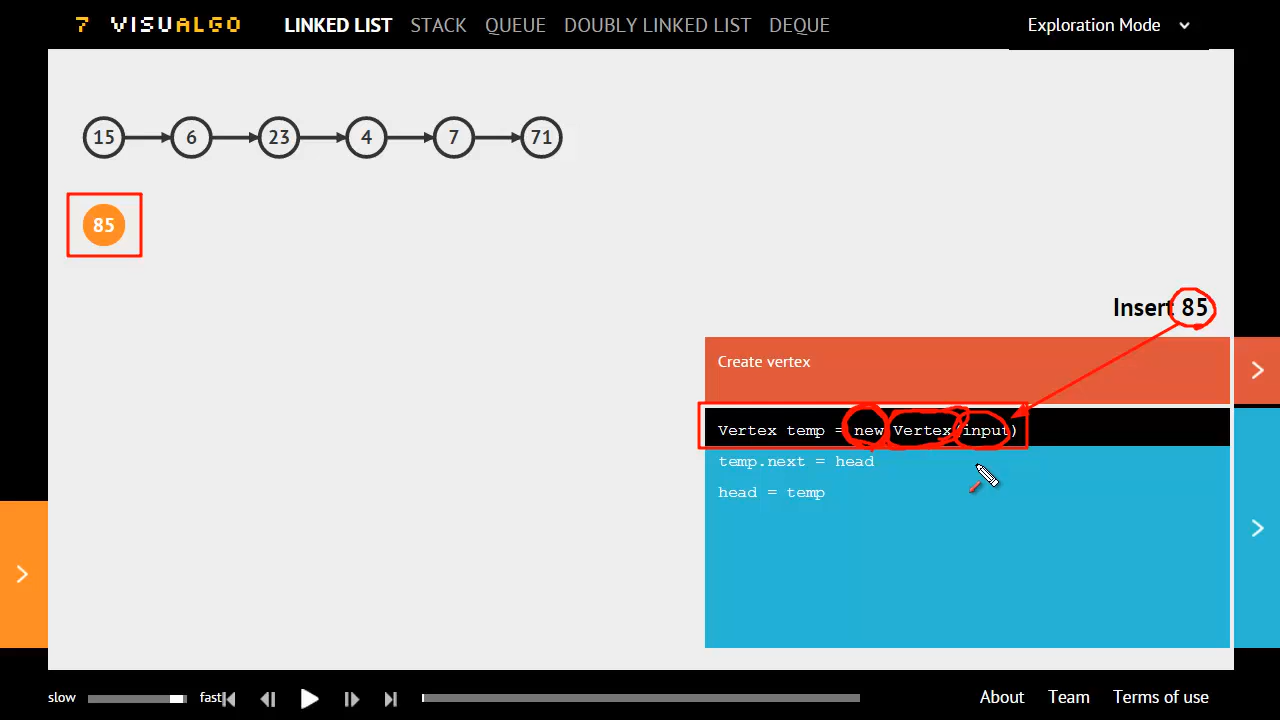 7 VISUALGO LINKED LIST STACK QUEUE DOUBLY LINKED LIST DEQUE Exploration Mode
15 6 23 4 7 71
85
Insert 85
Create vertex
Vertex temp = new Vertex(input)
temp.next = head
head = temp
slow fast About Team Terms of use